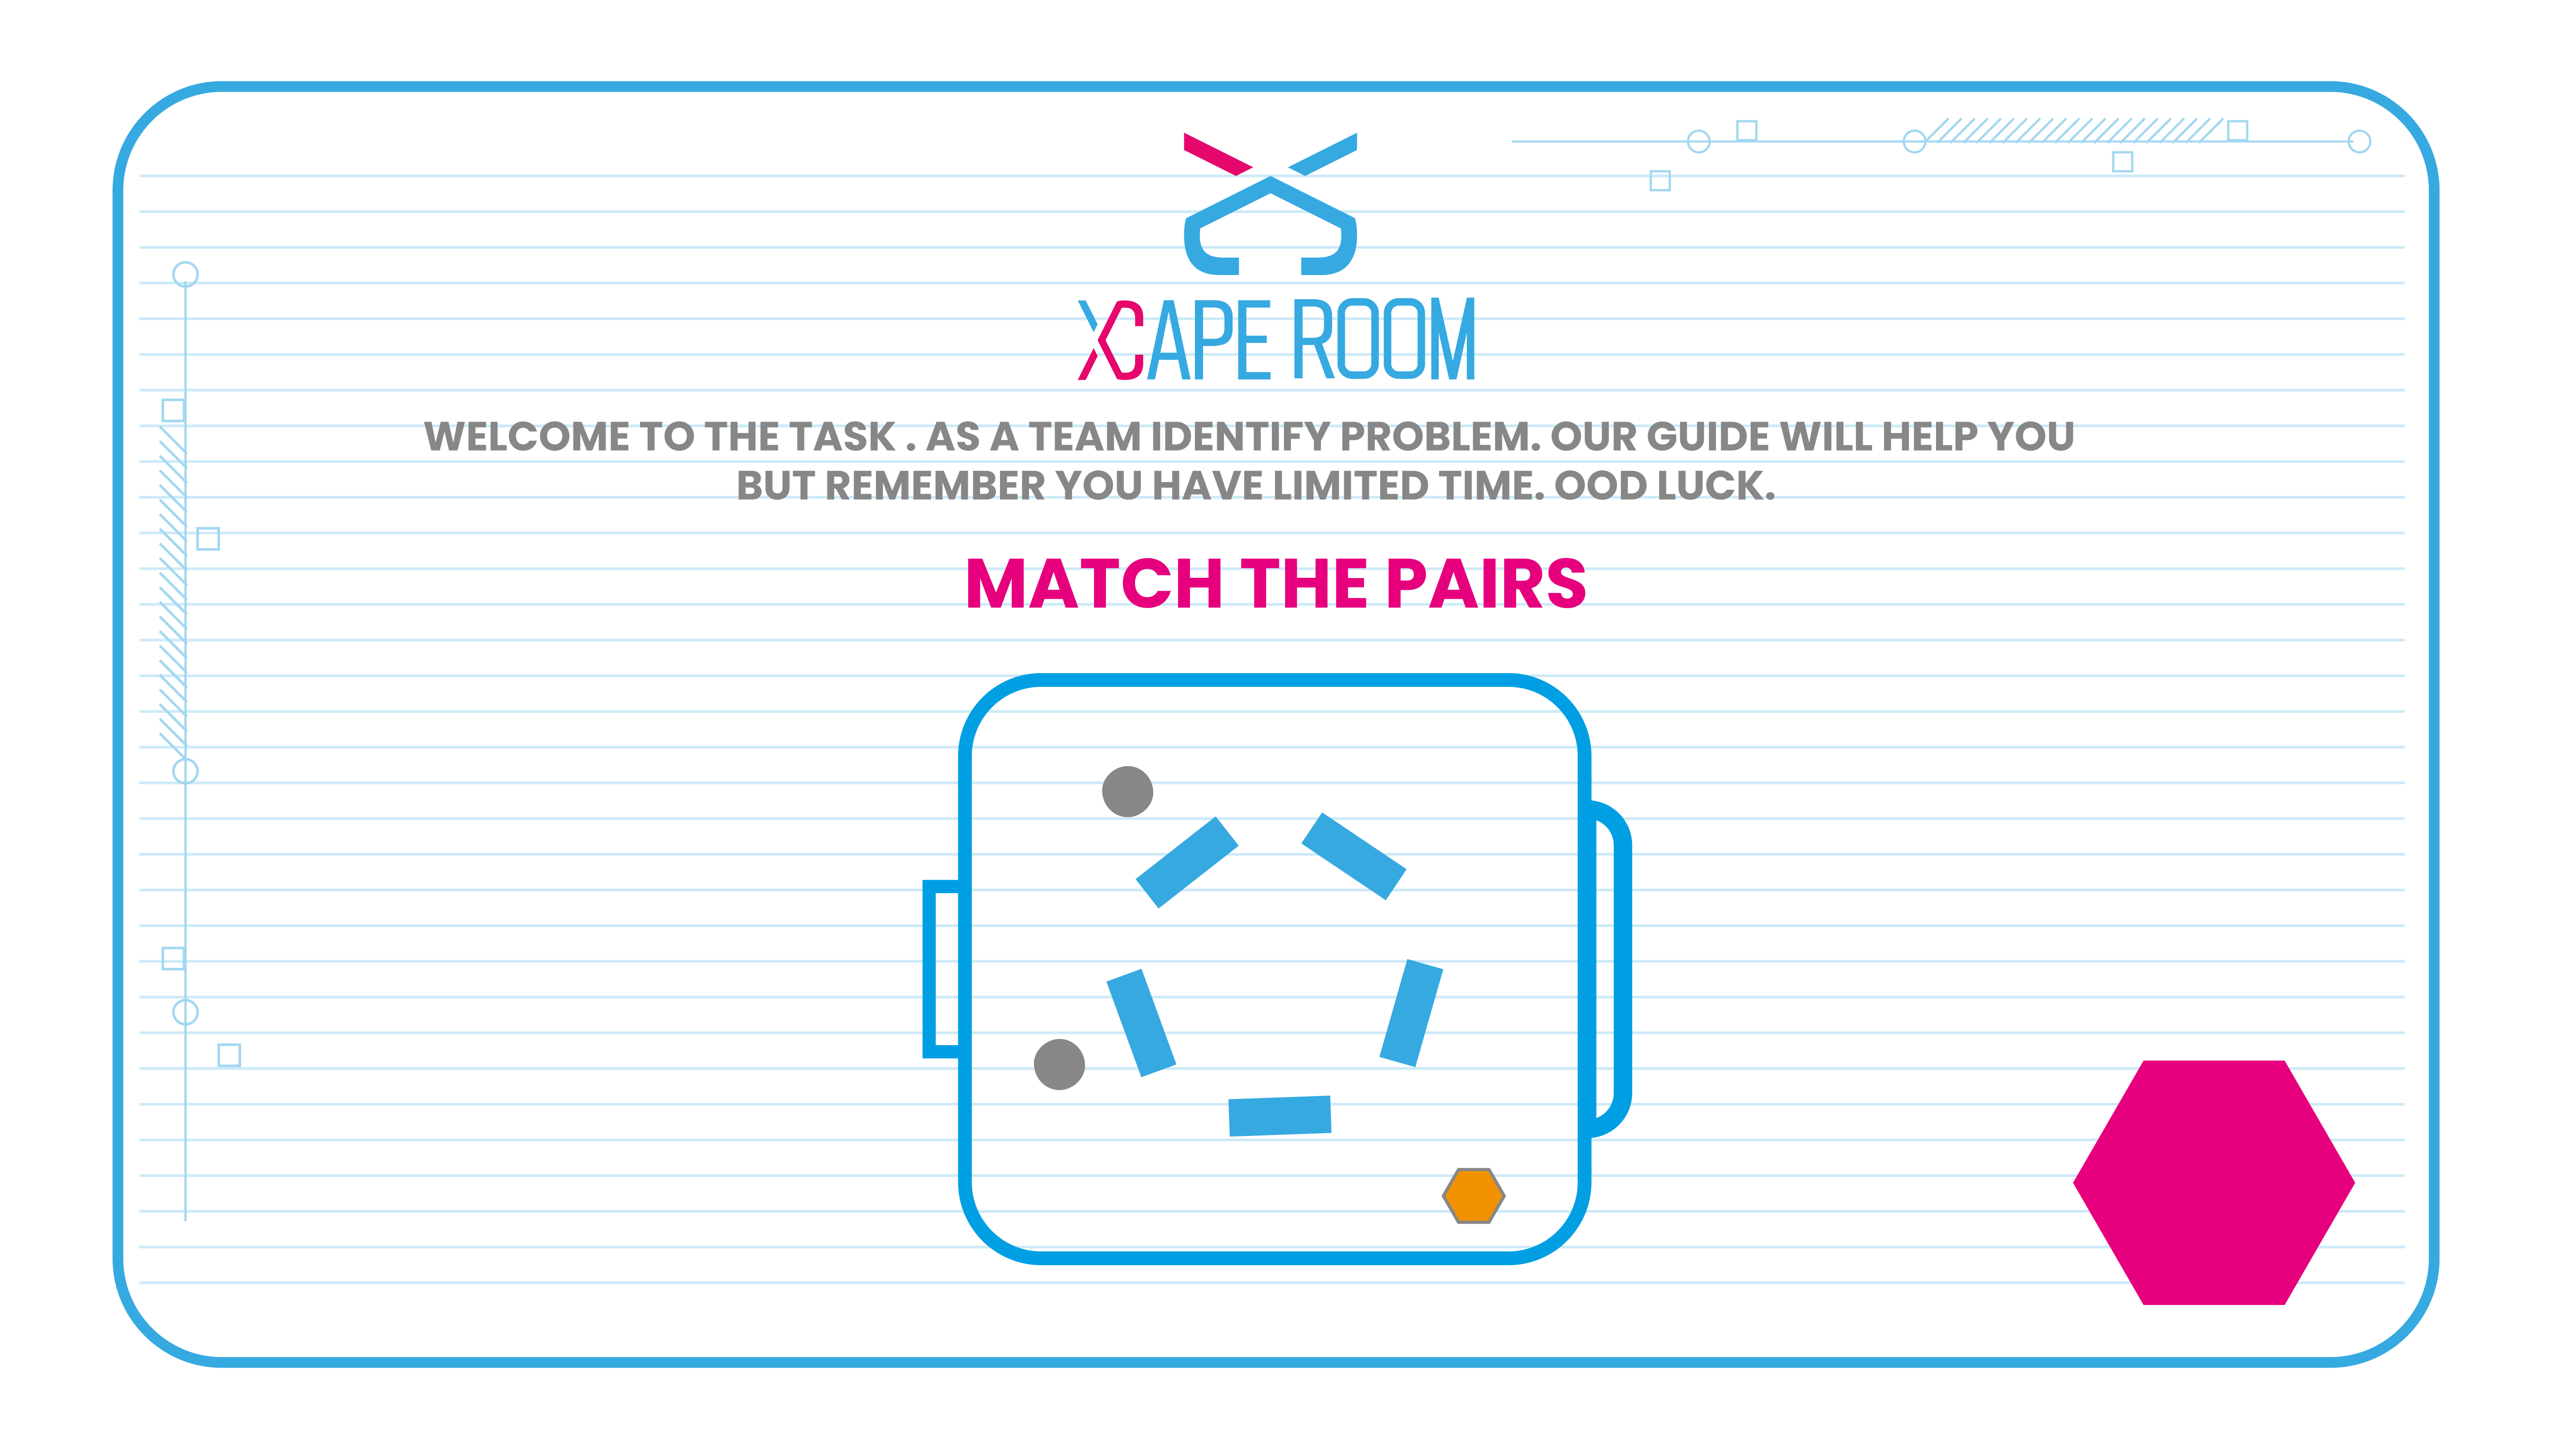 XCAPE ROOM
WELCOME TO THE TASK . AS A TEAM IDENTIFY PROBLEM. OUR GUIDE WILL HELP YOU
BUT REMEMBER YOU HAVE LIMITED TIME. OOD LUCK.
MATCH THE PAIRS